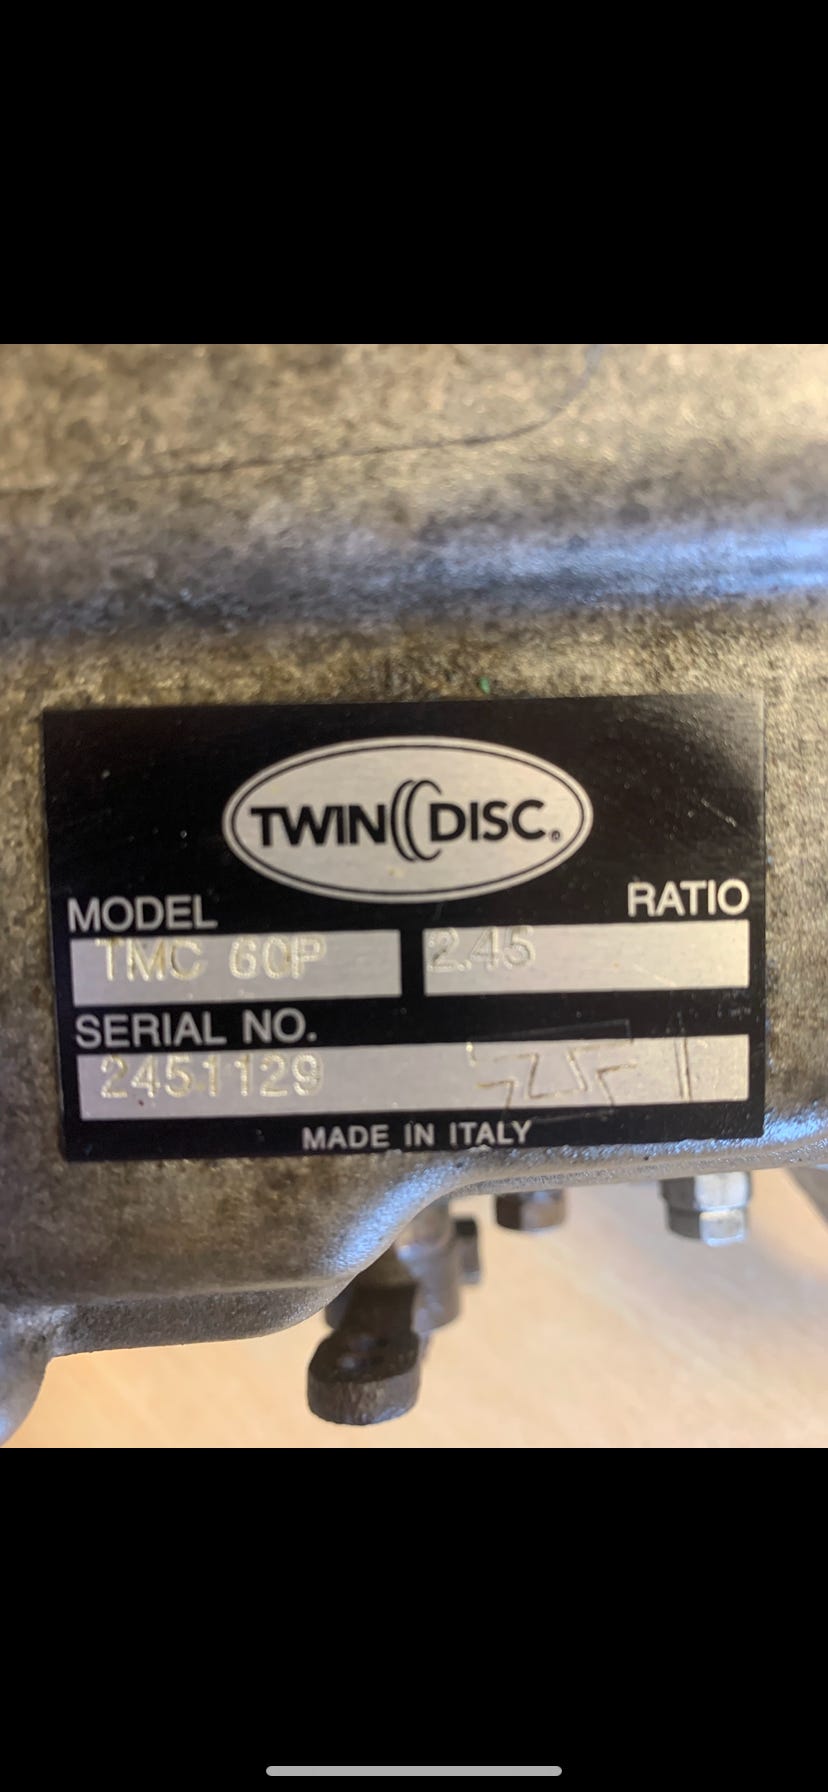 TWIN DISC®
MODEL RATIO
TMC 60P 2.45
SERIAL NO.
2451129
MADE IN ITALY